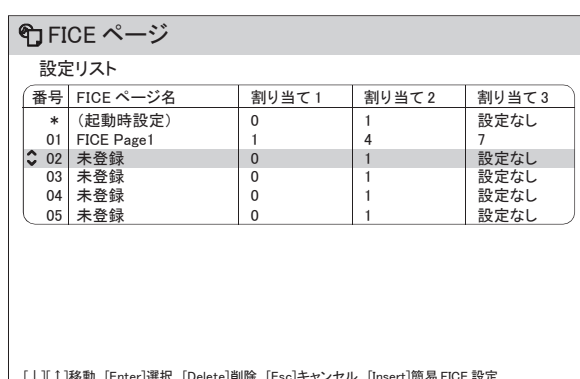 FICE ページ
設定リスト
番号 FICE ページ名 割り当て 1 割り当て 2 割り当て 3
* (起動時設定) 0 1 設定なし
01 FICE Page1 1 4 7
02 未登録 0 1 設定なし
03 未登録 0 1 設定なし
04 未登録 0 1 設定なし
05 未登録 0 1 設定なし
[↓][↑]移動 [Enter]選択 [Delete]削除 [Esc]キャンセル [Insert]簡易 FICE 設定